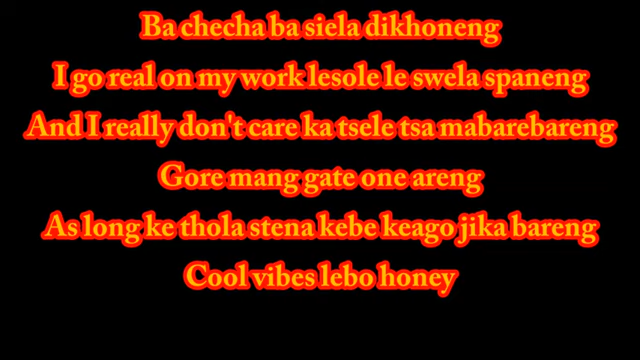 Ba checha ba siela dikhoneng
I go real on my work lesole le swela spaneng
And I really don't care ka tsele tsa mabarebareng
Gore mang gate one areng
As long ke thola stena kebe keago jika bareng
Cool vibes lebo honey